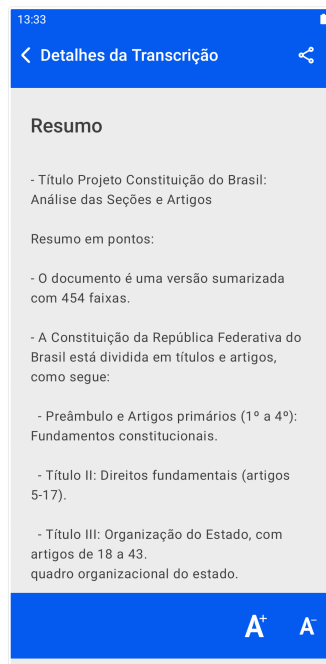 13:33
Detalhes da Transcrição
Resumo
- Título Projeto Constituição do Brasil:
Análise das Seções e Artigos
Resumo em pontos:
- O documento é uma versão sumarizada
com 454 faixas.
- A Constituição da República Federativa do
Brasil está dividida em títulos e artigos,
como segue:
- Preâmbulo e Artigos primários (1º a 4º):
Fundamentos constitucionais.
- Título II: Direitos fundamentais (artigos
5-17).
- Título III: Organização do Estado, com
artigos de 18 a 43.
quadro organizacional do estado.
A+ A-